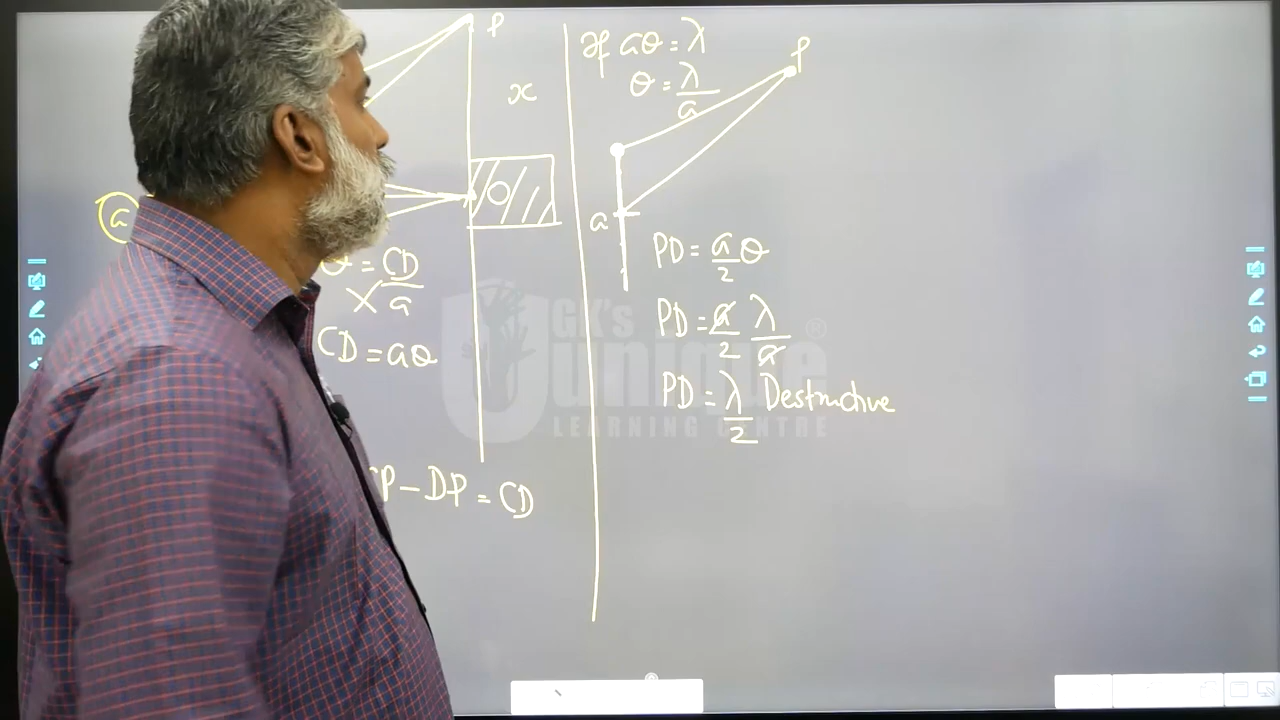 P
x
O
a
θ = CD
a
CD = aθ
CP – DP = CD
If aθ = λ
θ = λ
a
P
a
PD = a θ
2
PD = a λ
2 a
PD = λ Destructive
2
GK's
unique ®
LEARNING CENTRE